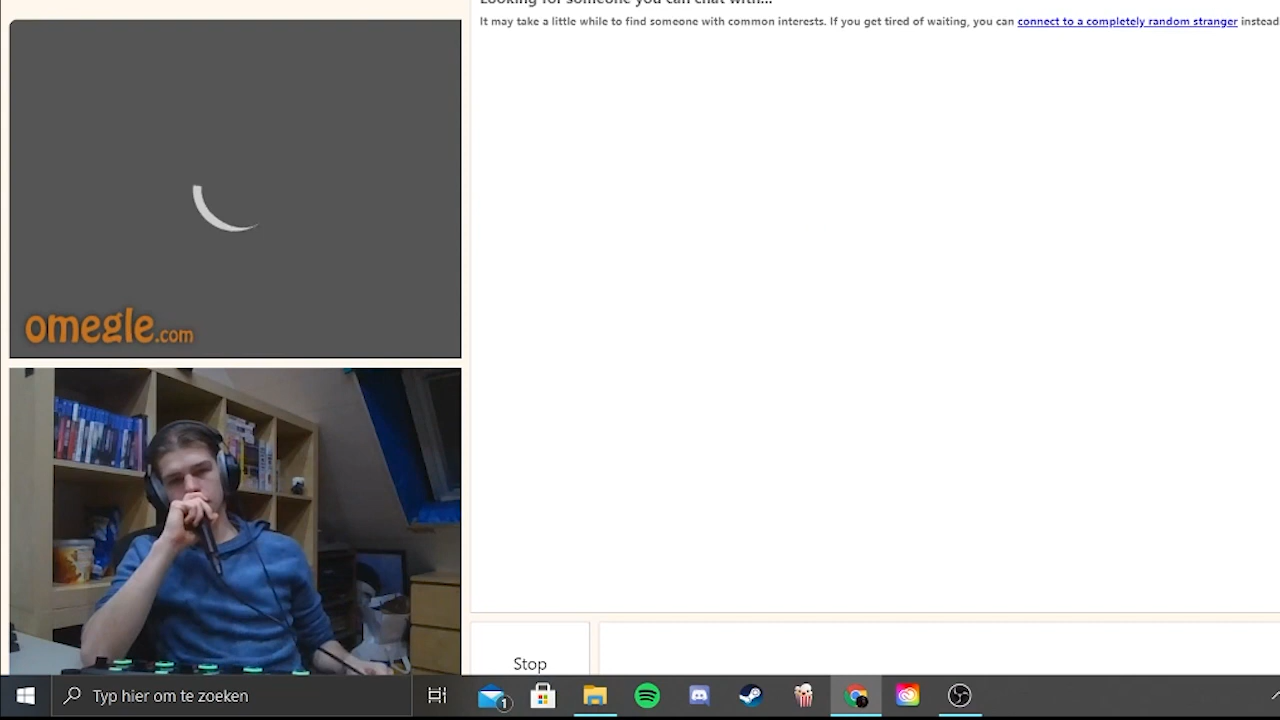 Looking for someone you can chat with...
It may take a little while to find someone with common interests. If you get tired of waiting, you can connect to a completely random stranger instead
omegle.com
Stop
Typ hier om te zoeken
1